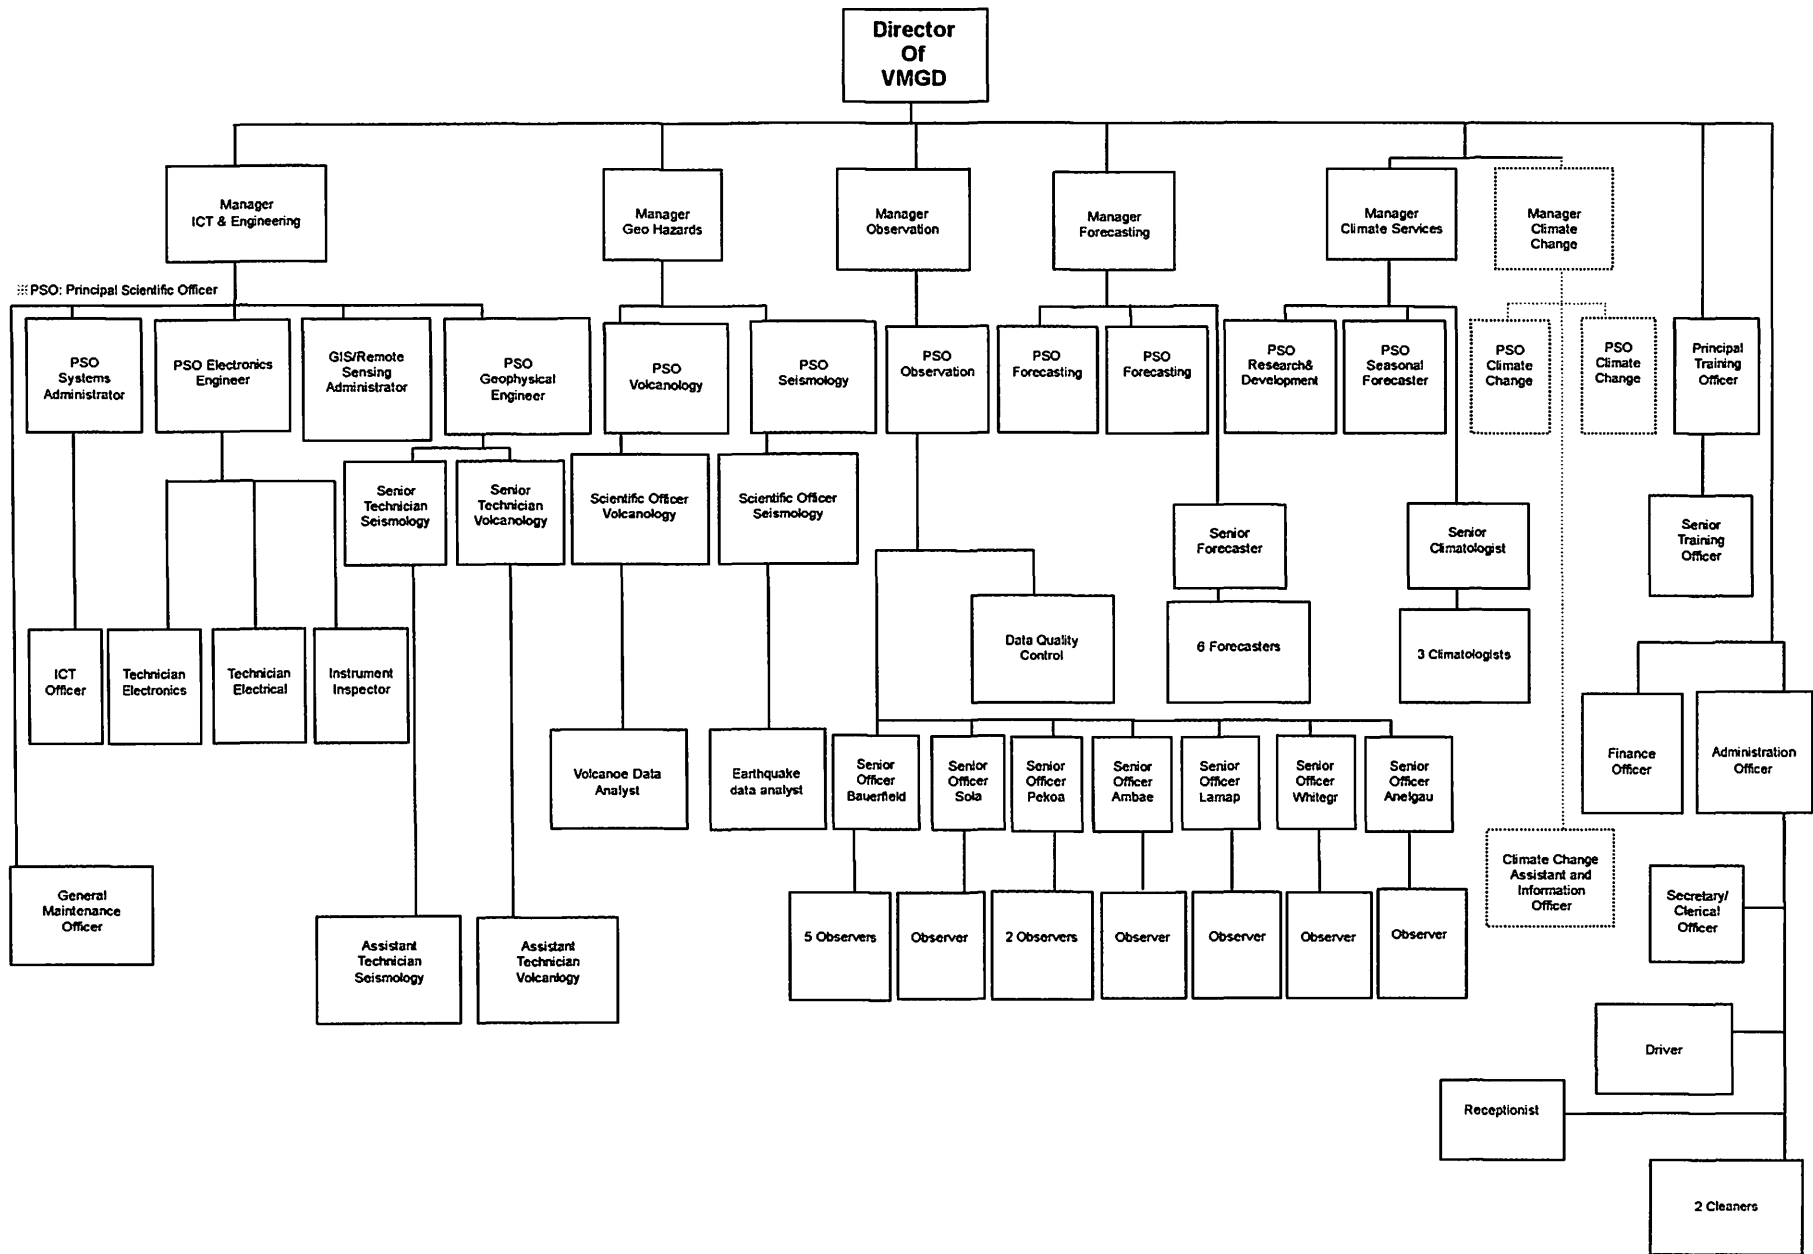 Director
Of
VMGD
Manager
ICT & Engineering
Manager
Geo Hazards
Manager
Observation
Manager
Forecasting
Manager
Climate Services
Manager
Climate
Change
※PSO: Principal Scientific Officer
PSO
Systems
Administrator
PSO Electronics
Engineer
GIS/Remote
Sensing
Administrator
PSO
Geophysical
Engineer
PSO
Volcanology
PSO
Seismology
PSO
Observation
PSO
Forecasting
PSO
Forecasting
PSO
Research&
Development
PSO
Seasonal
Forecaster
PSO
Climate
Change
PSO
Climate
Change
Principal
Training
Officer
Senior
Technician
Seismology
Senior
Technician
Volcanology
Scientific Officer
Volcanology
Scientific Officer
Seismology
Senior
Forecaster
Senior
Climatologist
Senior
Training
Officer
Data Quality
Control
6 Forecasters
3 Climatologists
ICT
Officer
Technician
Electronics
Technician
Electrical
Instrument
Inspector
Volcanoe Data
Analyst
Earthquake
data analyst
Senior
Officer
Bauerfield
Senior
Officer
Sola
Senior
Officer
Pekoa
Senior
Officer
Ambae
Senior
Officer
Lamap
Senior
Officer
Whitegr
Senior
Officer
Anelgau
Finance
Officer
Administration
Officer
General
Maintenance
Officer
Assistant
Technician
Seismology
Assistant
Technician
Volcanlogy
5 Observers
Observer
2 Observers
Observer
Observer
Observer
Observer
Climate Change
Assistant and
Information
Officer
Secretary/
Clerical
Officer
Driver
Receptionist
2 Cleaners